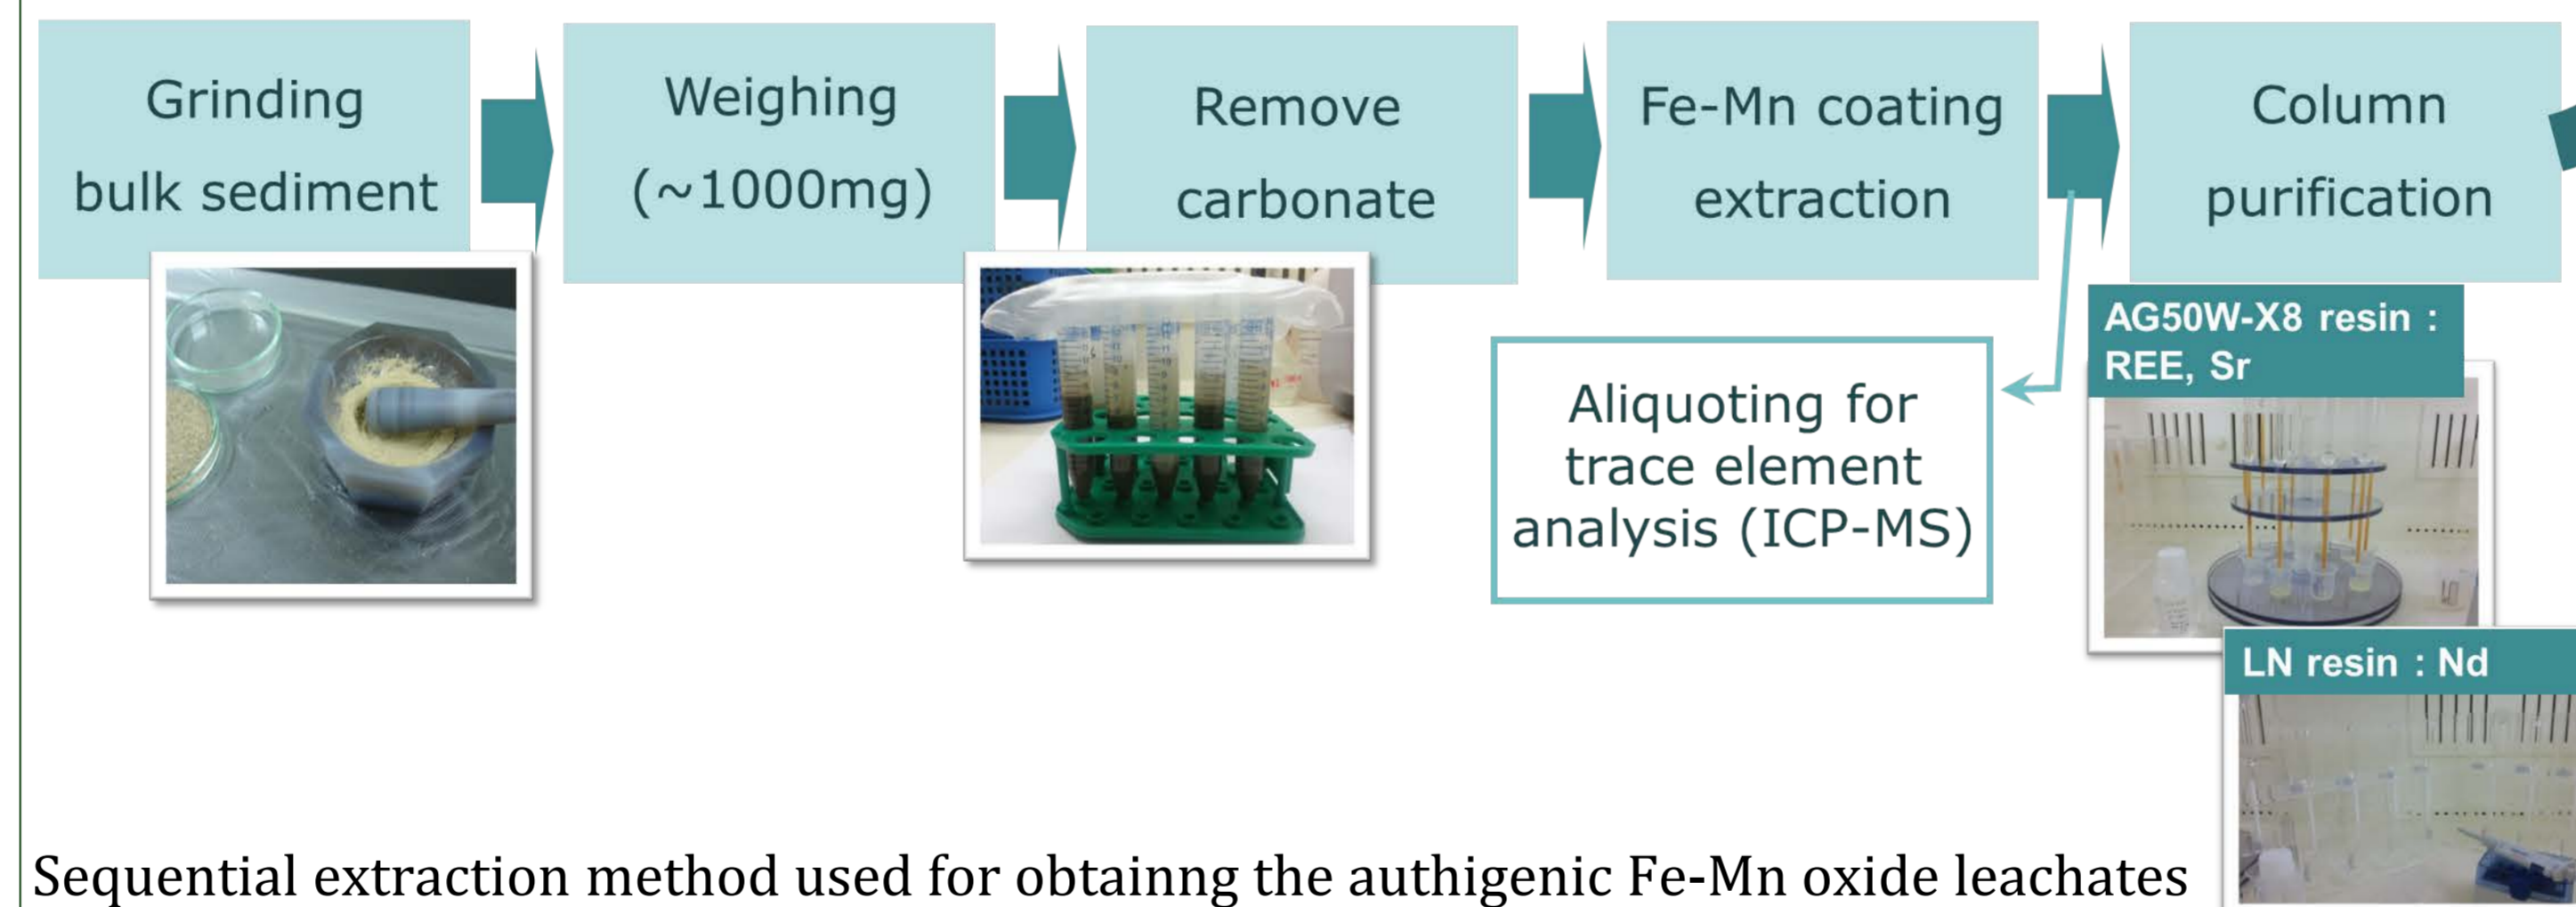 Grinding
bulk sediment
Weighing
(~1000mg)
Remove
carbonate
Fe-Mn coating
extraction
Column
purification
Aliquoting for
trace element
analysis (ICP-MS)
AG50W-X8 resin :
REE, Sr
LN resin : Nd
Sequential extraction method used for obtainng the authigenic Fe-Mn oxide leachates